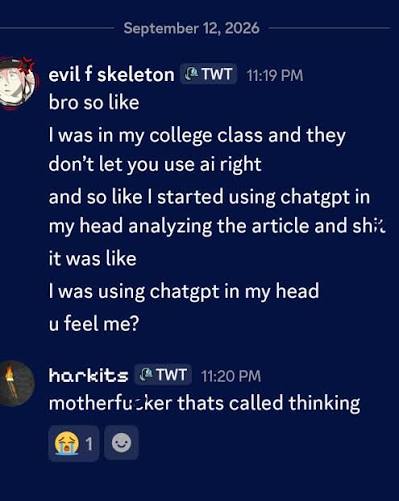 September 12, 2026
evil f skeleton TWT 11:19 PM
bro so like
I was in my college class and they
don't let you use ai right
and so like I started using chatgpt in
my head analyzing the article and shit
it was like
I was using chatgpt in my head
u feel me?
harkits TWT 11:20 PM
motherfucker thats called thinking
1